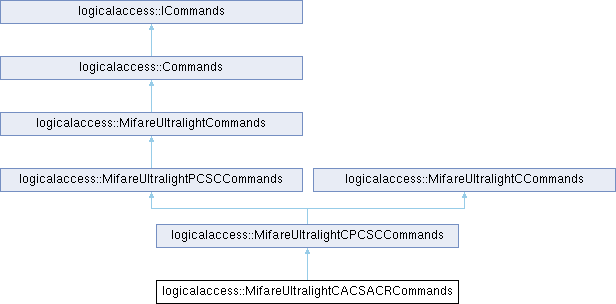 logicalaccess::ICommands
logicalaccess::Commands
logicalaccess::MifareUltralightCommands
logicalaccess::MifareUltralightPCSCCommands
logicalaccess::MifareUltralightCCommands
logicalaccess::MifareUltralightCPCSCCommands
logicalaccess::MifareUltralightCACSACRCommands